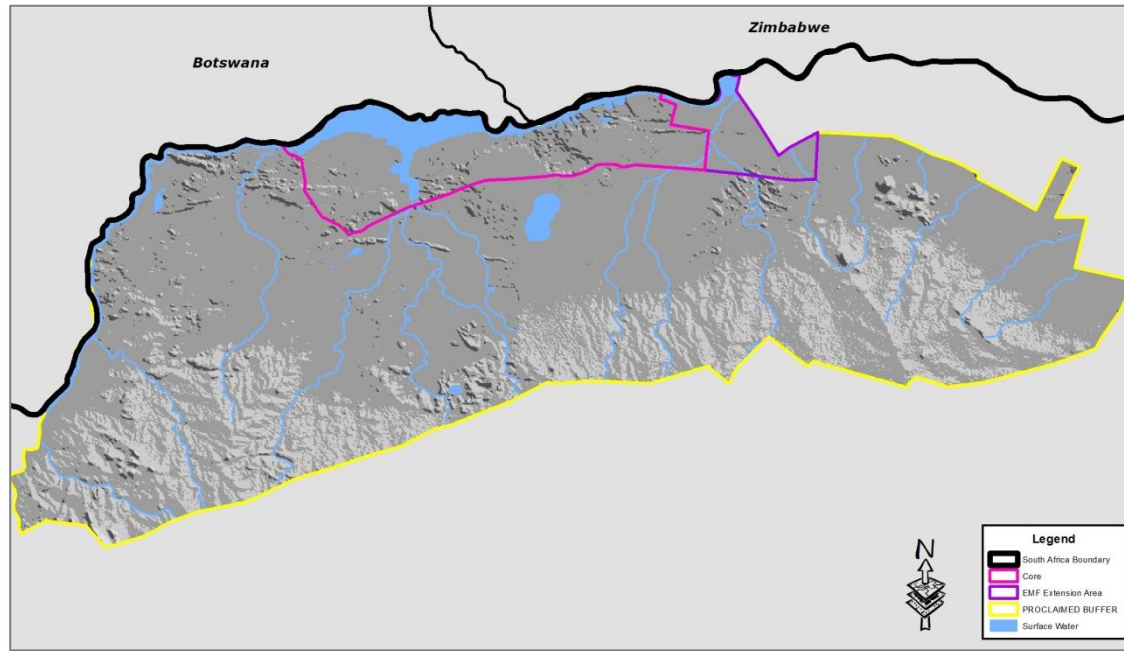 Zimbabwe
Botswana
N
Legend
South Africa Boundary
Core
EMF Extension Area
PROCLAIMED BUFFER
Surface Water